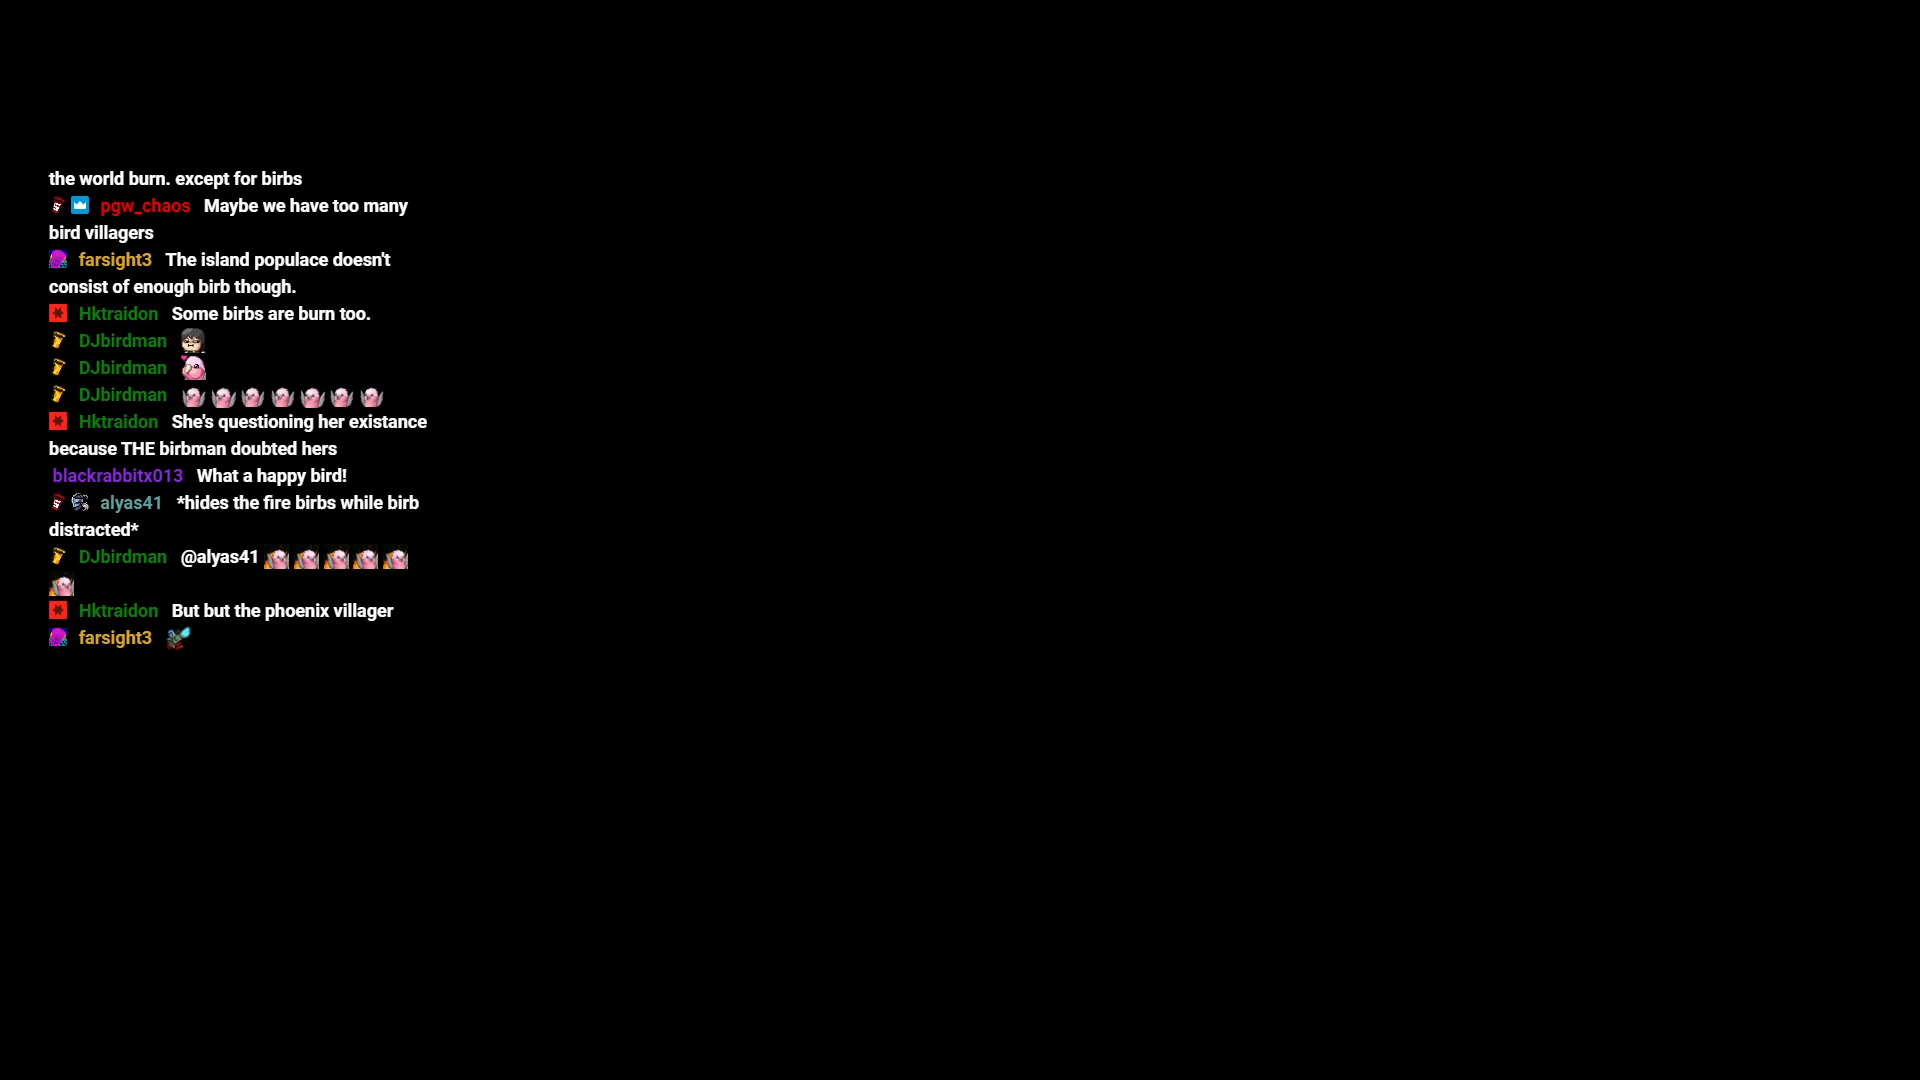 the world burn. except for birbs
pgw_chaos Maybe we have too many
bird villagers
farsight3 The island populace doesn't
consist of enough birb though.
Hktraidon Some birbs are burn too.
DJbirdman
DJbirdman
DJbirdman
Hktraidon She's questioning her existance
because THE birbman doubted hers
blackrabbitx013 What a happy bird!
alyas41 *hides the fire birbs while birb
distracted*
DJbirdman @alyas41
Hktraidon But but the phoenix villager
farsight3